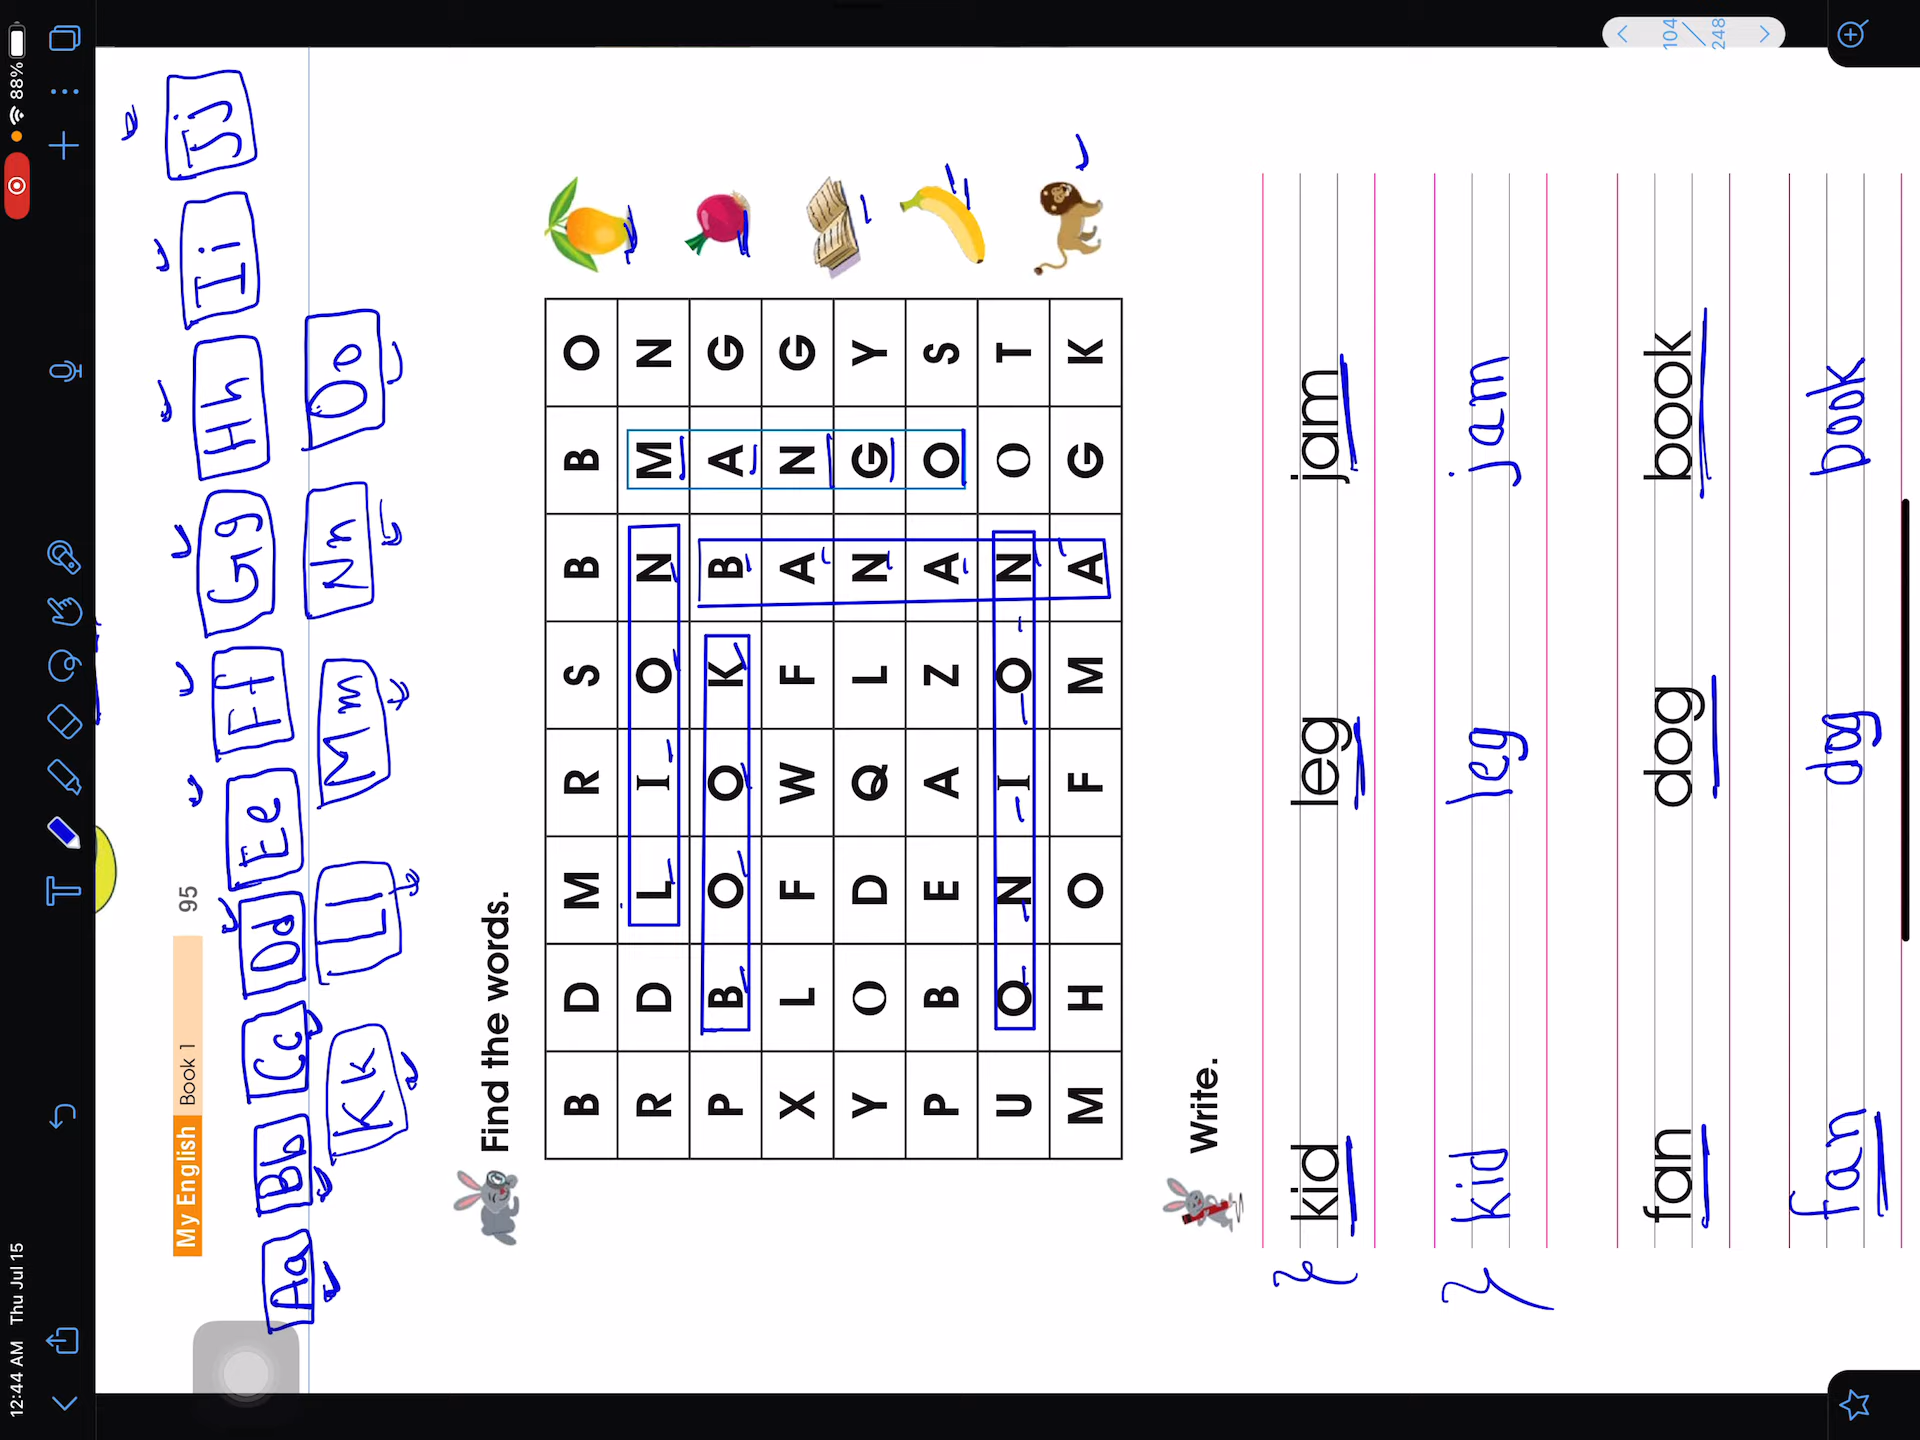 12:44 AM Thu Jul 15 88%
T
My English Book 1 95
Aa Bb Cc Dd Ee Ff Gg Hh Ii Jj
Kk Ll Mm Nn Oo
Find the words.
B D M R S B B O
R D L I O N M N
P B O O K B A G
X L F W F A N G
Y O D Q L N G Y
P B E A Z A O S
U O N I O N O T
M H O F M A G K
Write.
kid leg jam
kid leg jam
fan dog book
fan dog book
104/248